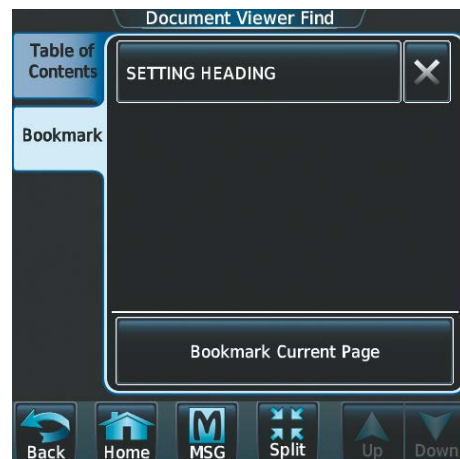 Document Viewer Find
Table of
Contents
SETTING HEADING
Bookmark
Bookmark Current Page
Back
Home
MSG
Split
Up
Down